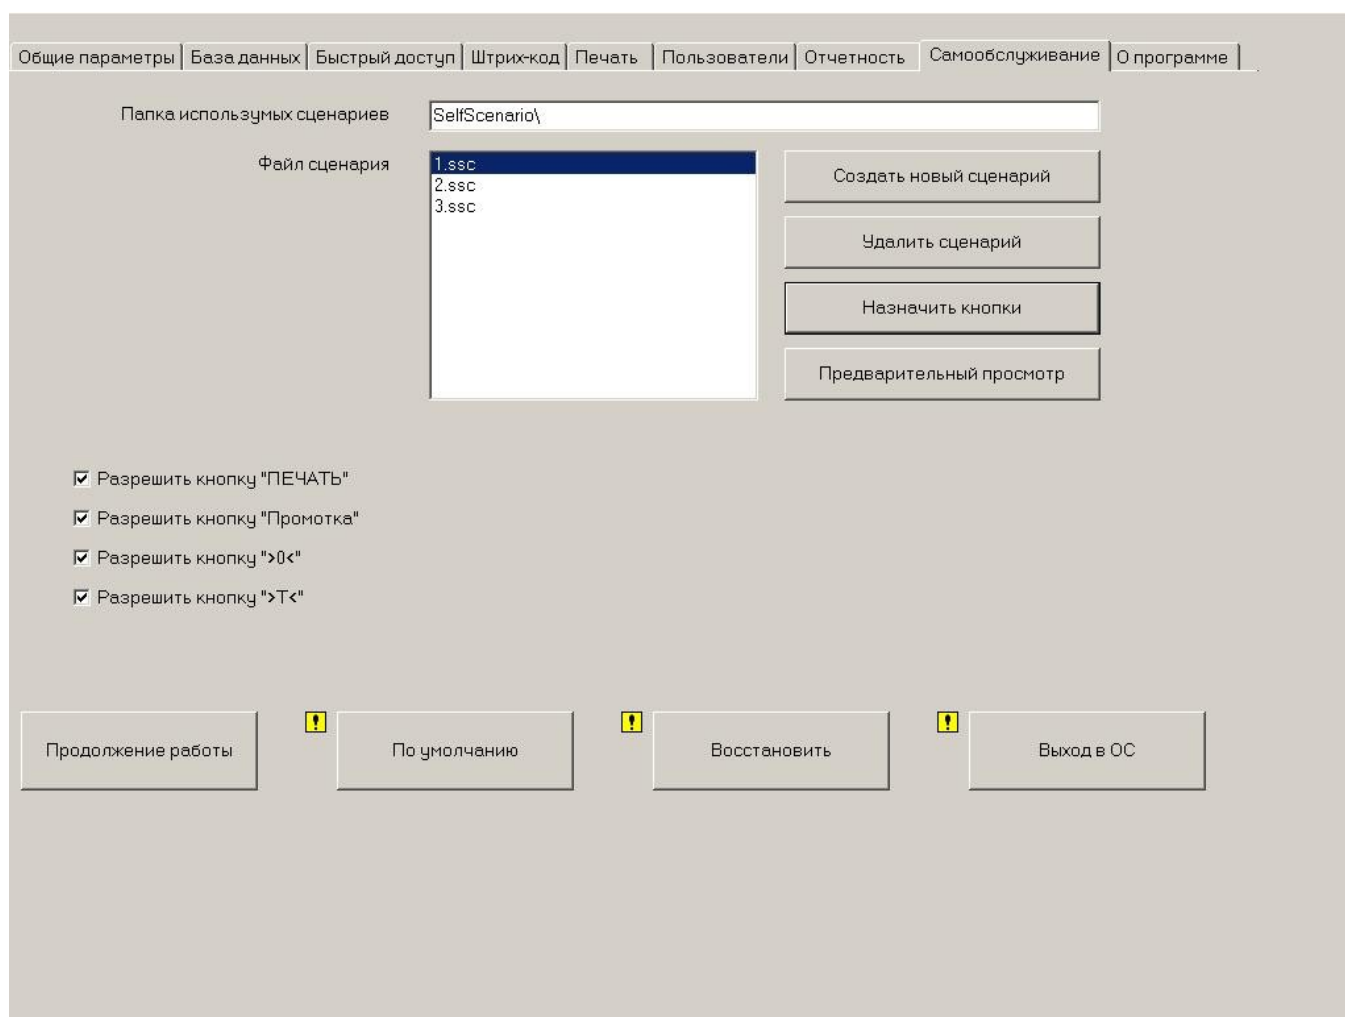 Общие параметры База данных Быстрый доступ Штрих-код Печать Пользователи Отчетность Самообслуживание О программе
Папка использумых сценариев SelfScenario\
Файл сценария 1.ssc
2.ssc
3.ssc
Создать новый сценарий
Удалить сценарий
Назначить кнопки
Предварительный просмотр
Разрешить кнопку "ПЕЧАТЬ"
Разрешить кнопку "Промотка"
Разрешить кнопку ">0<"
Разрешить кнопку ">T<"
Продолжение работы ! По умолчанию ! Восстановить ! Выход в ОС